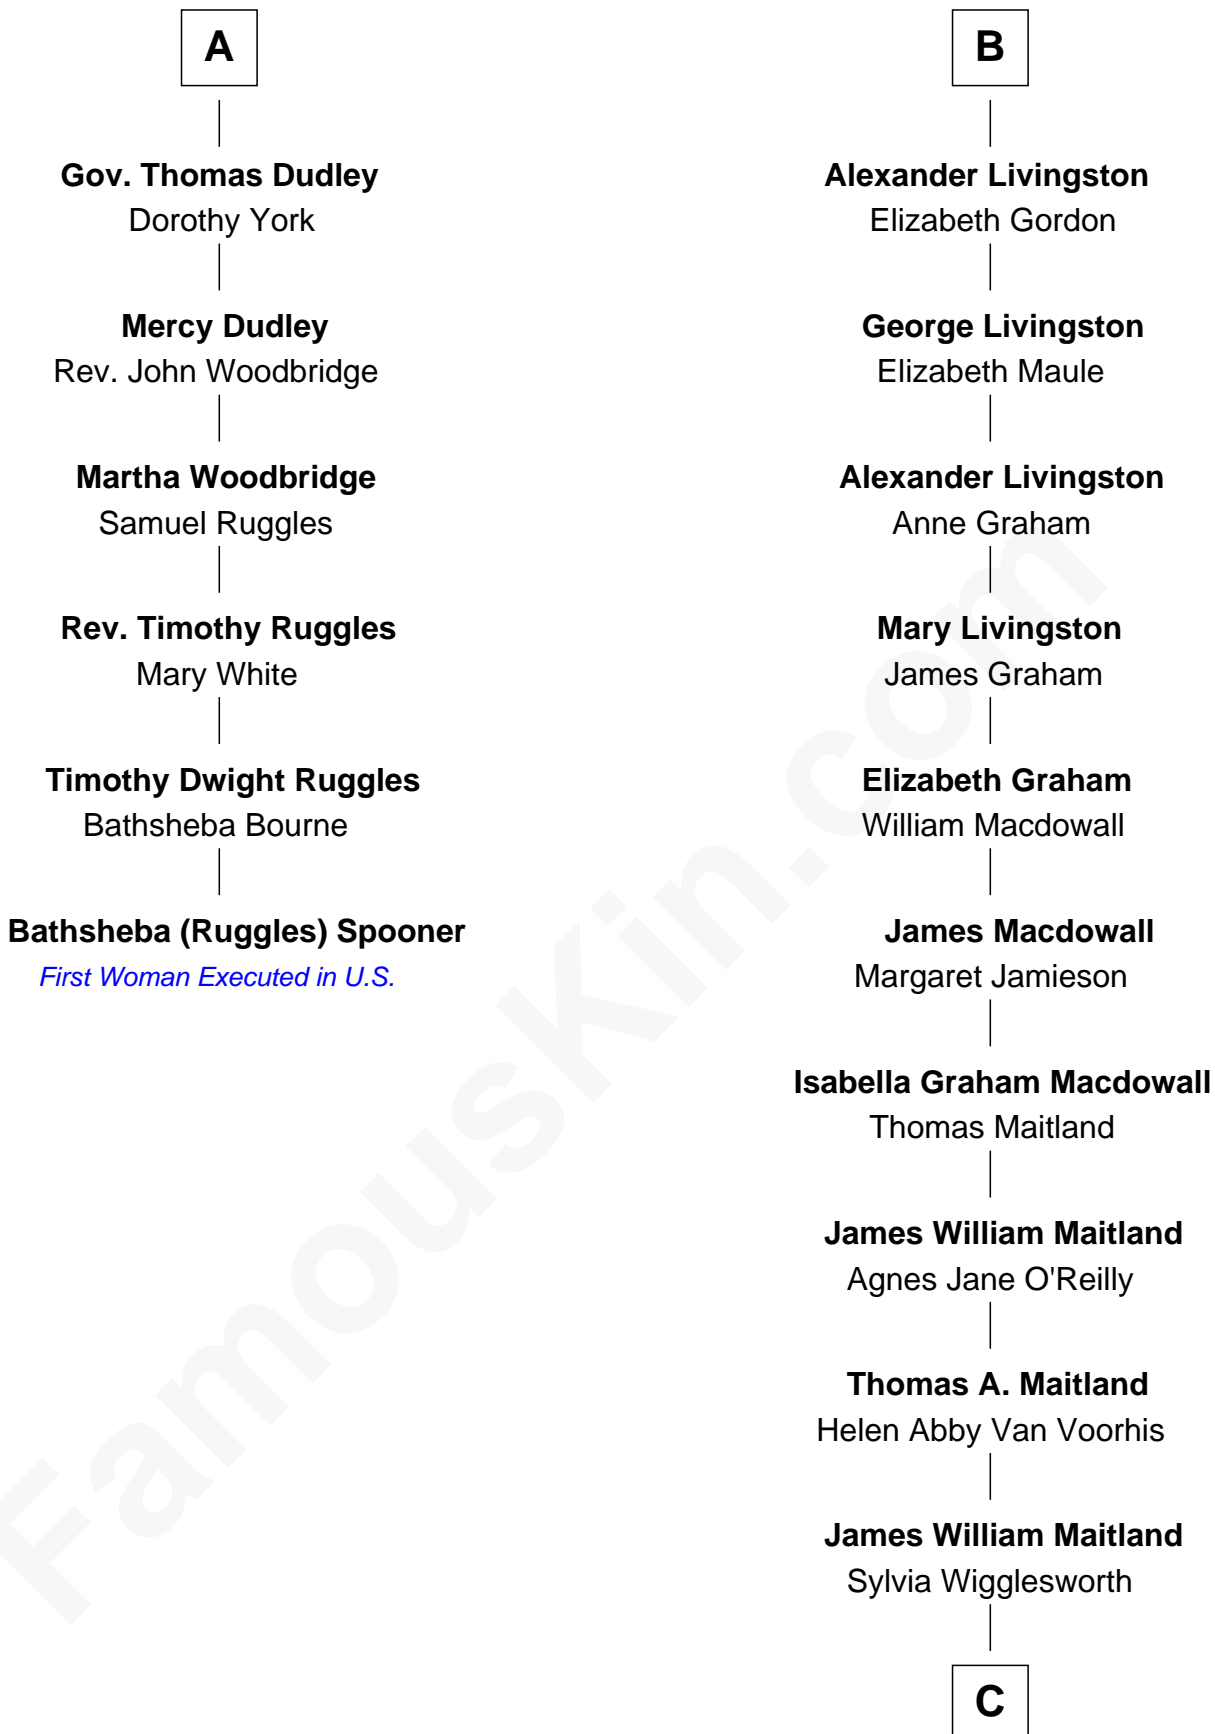 A
Gov. Thomas Dudley
Dorothy York
Mercy Dudley
Rev. John Woodbridge
Martha Woodbridge
Samuel Ruggles
Rev. Timothy Ruggles
Mary White
Timothy Dwight Ruggles
Bathsheba Bourne
Bathsheba (Ruggles) Spooner
First Woman Executed in U.S.
B
Alexander Livingston
Elizabeth Gordon
George Livingston
Elizabeth Maule
Alexander Livingston
Anne Graham
Mary Livingston
James Graham
Elizabeth Graham
William Macdowall
James Macdowall
Margaret Jamieson
Isabella Graham Macdowall
Thomas Maitland
James William Maitland
Agnes Jane O'Reilly
Thomas A. Maitland
Helen Abby Van Voorhis
James William Maitland
Sylvia Wigglesworth
C
FamousKin.com